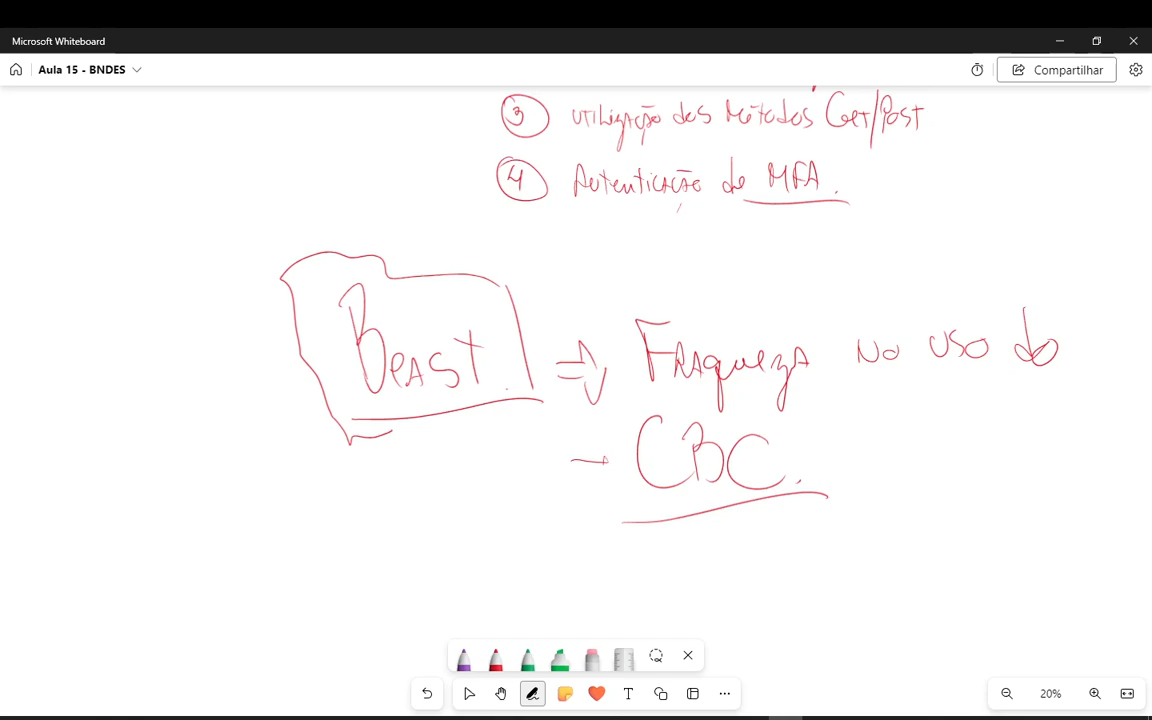 Microsoft Whiteboard
Aula 15 - BNDES
Compartilhar
3 Utilização dos Métodos Get/Post
4 Autenticação de MFA.
Beast. ⇒ Fraqueza no uso do
→ CBC.
20%